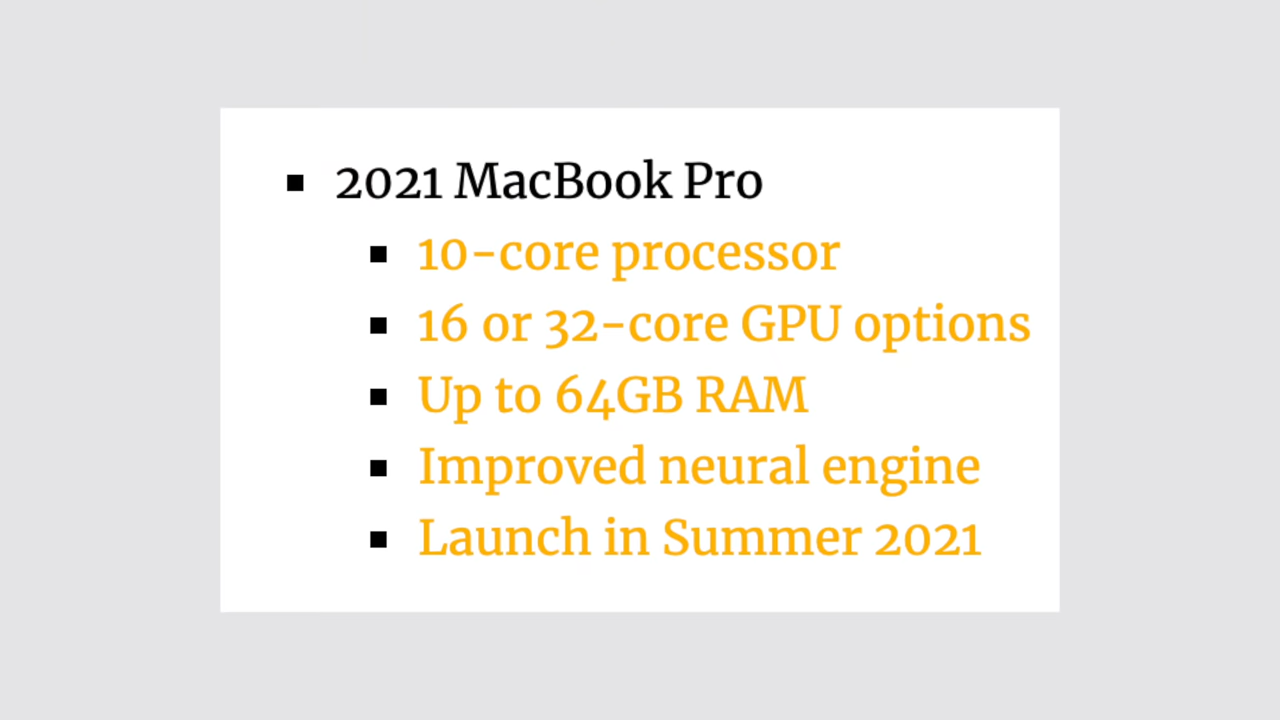 2021 MacBook Pro
10-core processor
16 or 32-core GPU options
Up to 64GB RAM
Improved neural engine
Launch in Summer 2021